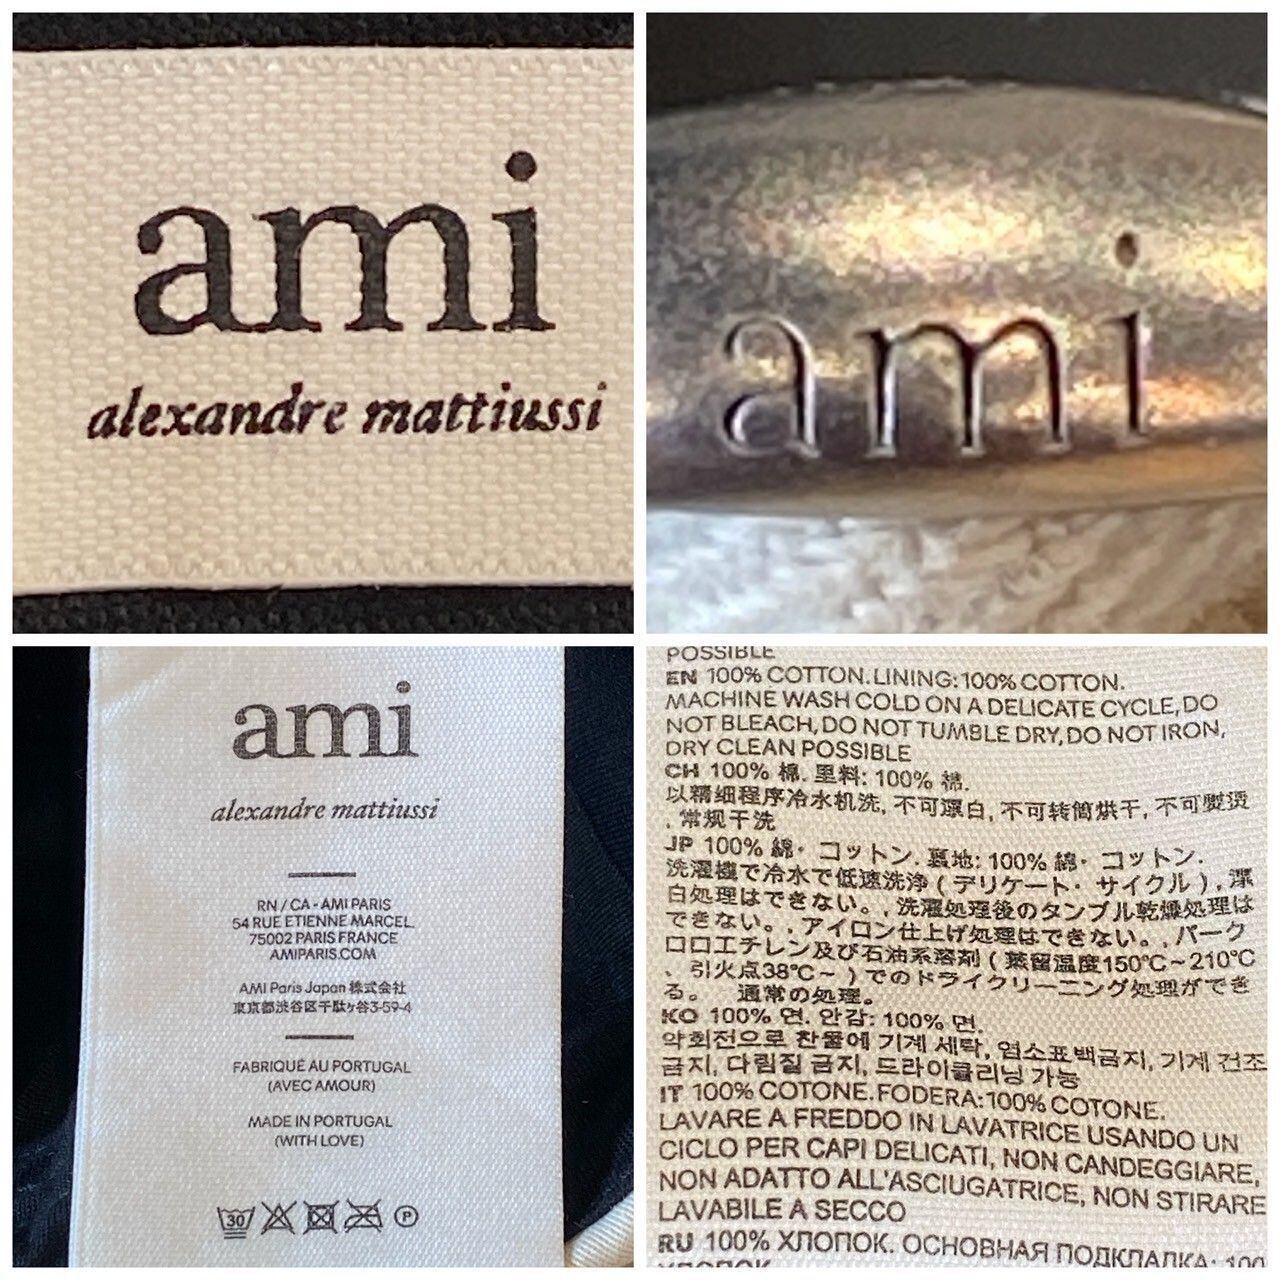 ami
alexandre mattiussi
ami
ami
alexandre mattiussi
RN / CA - AMI PARIS
54 RUE ETIENNE MARCEL
75002 PARIS FRANCE
AMIPARIS.COM
AMI Paris Japan 株式会社
東京都渋谷区千駄ヶ谷3-59-4
FABRIQUÉ AU PORTUGAL
(AVEC AMOUR)
MADE IN PORTUGAL
(WITH LOVE)
30
P
POSSIBLE
EN 100% COTTON. LINING: 100% COTTON.
MACHINE WASH COLD ON A DELICATE CYCLE, DO
NOT BLEACH, DO NOT TUMBLE DRY, DO NOT IRON,
DRY CLEAN POSSIBLE
CH 100% 棉. 里料: 100% 棉.
以精细程序冷水机洗, 不可漂白, 不可转筒烘干, 不可熨烫
, 常规干洗
JP 100% 綿・ コットン. 裏地: 100% 綿・ コットン.
洗濯機で冷水で低速洗浄 ( デリケート・ サイクル ) , 漂
白処理はできない。, 洗濯処理後のタンブル乾燥処理は
できない。, アイロン仕上げ処理はできない。, パーク
ロロエチレン及び石油系溶剤 ( 蒸留温度150℃～210℃
、引火点38℃～ ) でのドライクリーニング処理ができ
る。 通常の処理。
KO 100% 면. 안감: 100% 면.
약회전으로 찬물에 기계 세탁, 염소표백금지, 기계 건조
금지, 다림질 금지, 드라이클리닝 가능
IT 100% COTONE. FODERA: 100% COTONE.
LAVARE A FREDDO IN LAVATRICE USANDO UN
CICLO PER CAPI DELICATI, NON CANDEGGIARE,
NON ADATTO ALL'ASCIUGATRICE, NON STIRARE
LAVABILE A SECCO
RU 100% ХЛОПОК. ОСНОВНАЯ ПОДКЛАДКА: 100
ХЛОПОК